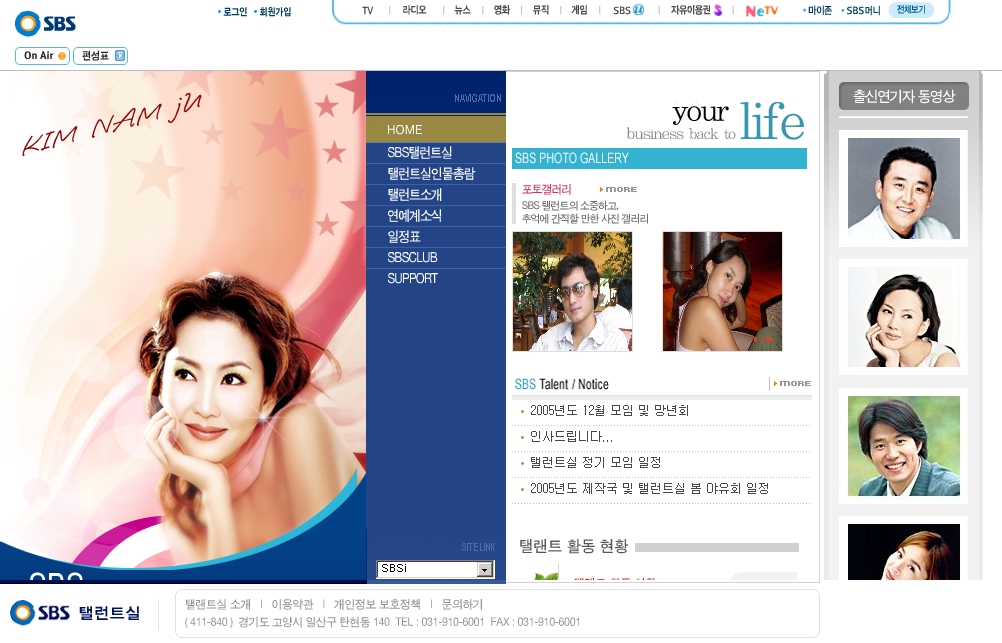 SBS
로그인 회원가입
TV 라디오 뉴스 영화 뮤직 게임 SBS U 자유이용권 S NeTV 마이존 SBS머니 전체보기
On Air 편성표
KIM NAM JU
NAVIGATION
HOME
SBS탤런트실
탤런트실인물총람
탤런트소개
연예계소식
일정표
SBSCLUB
SUPPORT
SITE LINK
SBSi
your life
business back to
SBS PHOTO GALLERY
포토갤러리 MORE
SBS 탤런트의 소중하고,
추억에 간직할 만한 사진 갤러리
SBS Talent / Notice MORE
2005년도 12월 모임 및 망년회
인사드립니다...
탤런트실 정기 모임 일정
2005년도 제작국 및 탤런트실 봄 야유회 일정
탤랜트 활동 현황
출신연기자 동영상
SBS 탤런트실
탤랜트실 소개 | 이용약관 | 개인정보 보호정책 | 문의하기
( 411-840 ) 경기도 고양시 일산구 탄현동 140 TEL : 031-910-6001 FAX : 031-910-6001